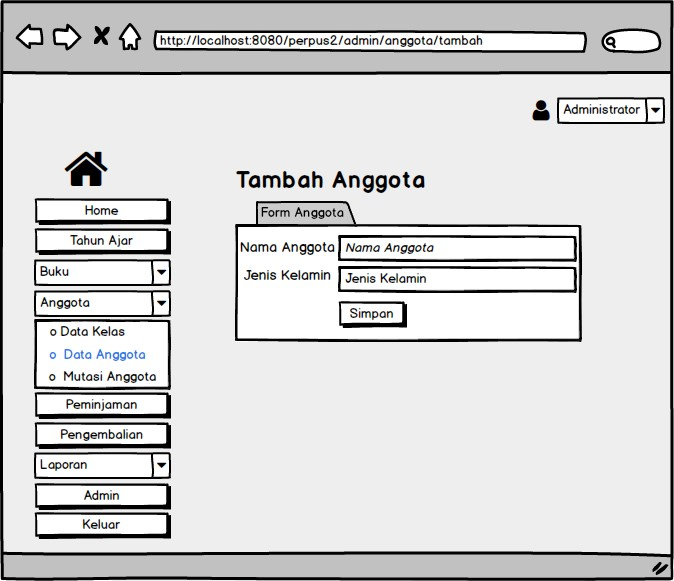 http://localhost:8080/perpus2/admin/anggota/tambah
Administrator
Home
Tahun Ajar
Buku
Anggota
o Data Kelas
o Data Anggota
o Mutasi Anggota
Peminjaman
Pengembalian
Laporan
Admin
Keluar
Tambah Anggota
Form Anggota
Nama Anggota Nama Anggota
Jenis Kelamin Jenis Kelamin
Simpan